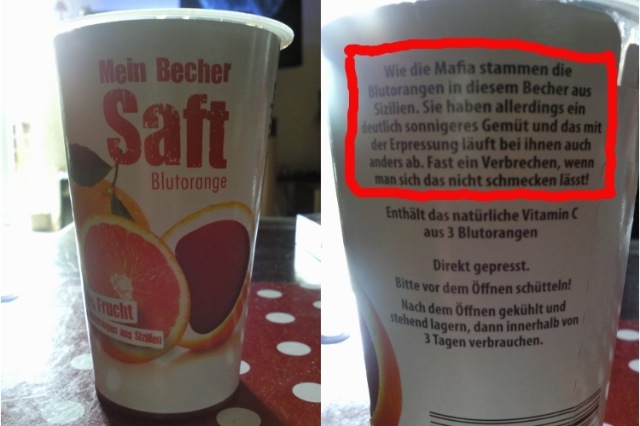 Mein Becher
Saft
Blutorange
Frucht
aus Sizilien
Wie die Mafia stammen die
Blutorangen in diesem Becher aus
Sizilien. Sie haben allerdings ein
deutlich sonnigeres Gemüt und das mit
der Erpressung läuft bei ihnen auch
anders ab. Fast ein Verbrechen, wenn
man sich das nicht schmecken lässt!
Enthält das natürliche Vitamin C
aus 3 Blutorangen
Direkt gepresst.
Bitte vor dem Öffnen schütteln!
Nach dem Öffnen gekühlt und
stehend lagern, dann innerhalb von
3 Tagen verbrauchen.